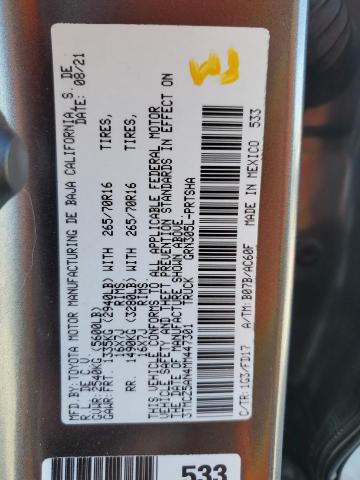 MFD.BY: TOYOTA MOTOR MANUFACTURING DE BAJA CALIFORNIA, S. DE
R. L. DE C.V. DATE: 08/21
GVWR: 2540KG (5600LB)
GAWR: FRT. 1335KG (2940LB) WITH 265/70R16 TIRES,
16X7J RIMS,
RR. 1490KG (3280LB) WITH 265/70R16 TIRES,
16X7J RIMS.
THIS VEHICLE CONFORMS TO ALL APPLICABLE FEDERAL MOTOR
VEHICLE SAFETY AND THEFT PREVENTION STANDARDS IN EFFECT ON
THE DATE OF MANUFACTURE SHOWN ABOVE.
3TMCZ5AN4MM447301 TRUCK GRN305L-PRTSHA
C/TR:1G3/FD17 A/TM:B07B/AC60F MADE IN MEXICO 533
533